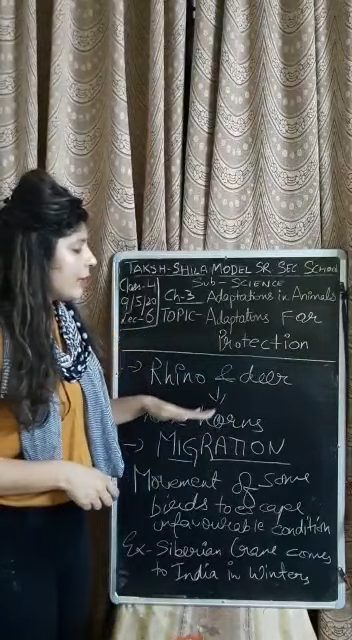 TAKSH-SHILA MODEL SR SEC SCHOOL
Sub- SCIENCE
Class-4
9/5/20
Lec-6
Ch-3 Adaptations in Animals
TOPIC- Adaptations For
Protection
→ Rhino & deer
↓
Horns
→ MIGRATION
Movement of Some
birds to escape
unfavourable condition
Ex- Siberian Crane comes
to India in Winters